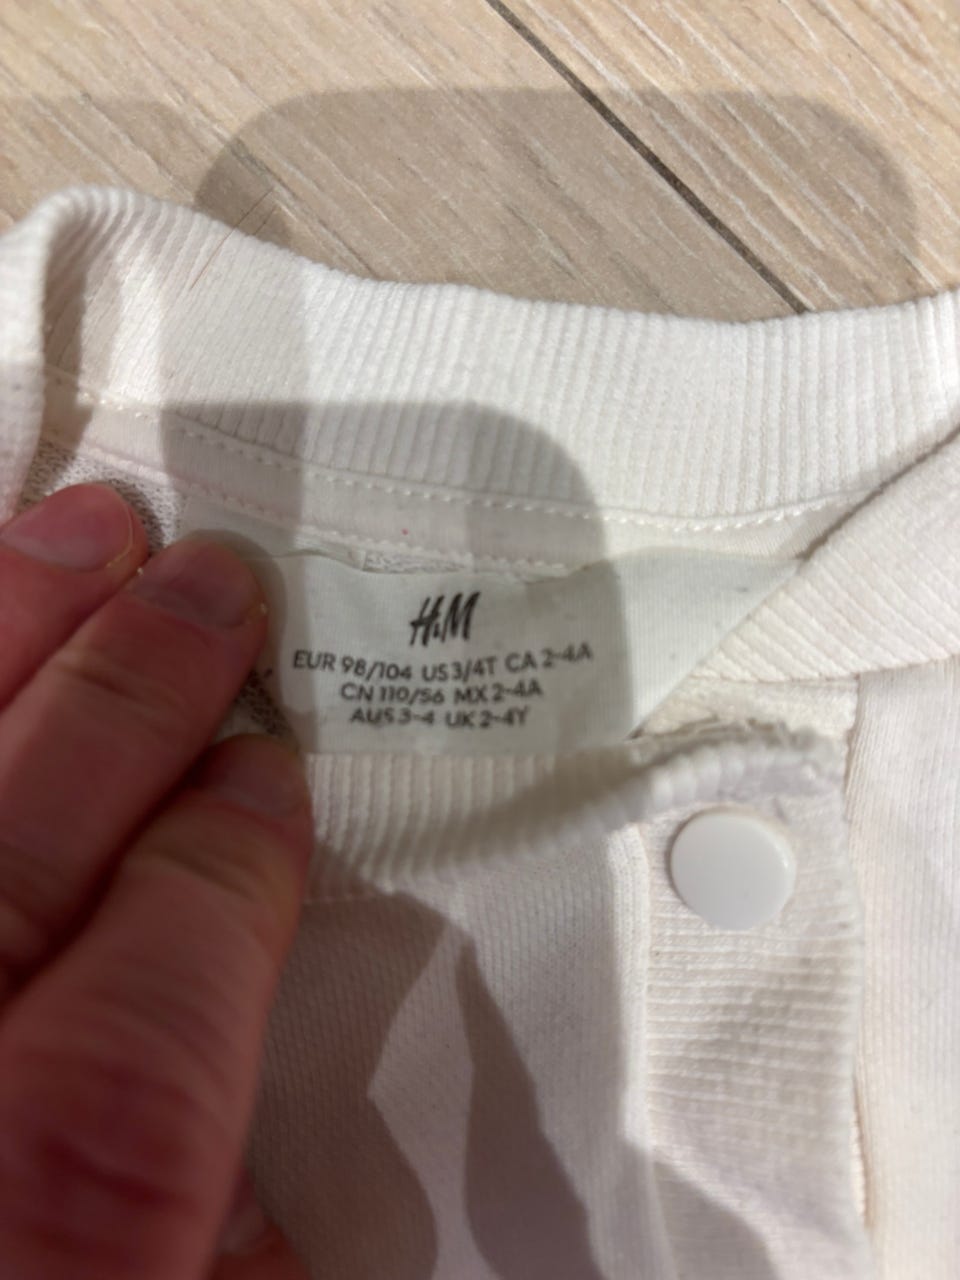 H&M
EUR 98/104 US 3/4T CA 2-4A
CN 110/56 MX 2-4A
AUS 3-4 UK 2-4Y